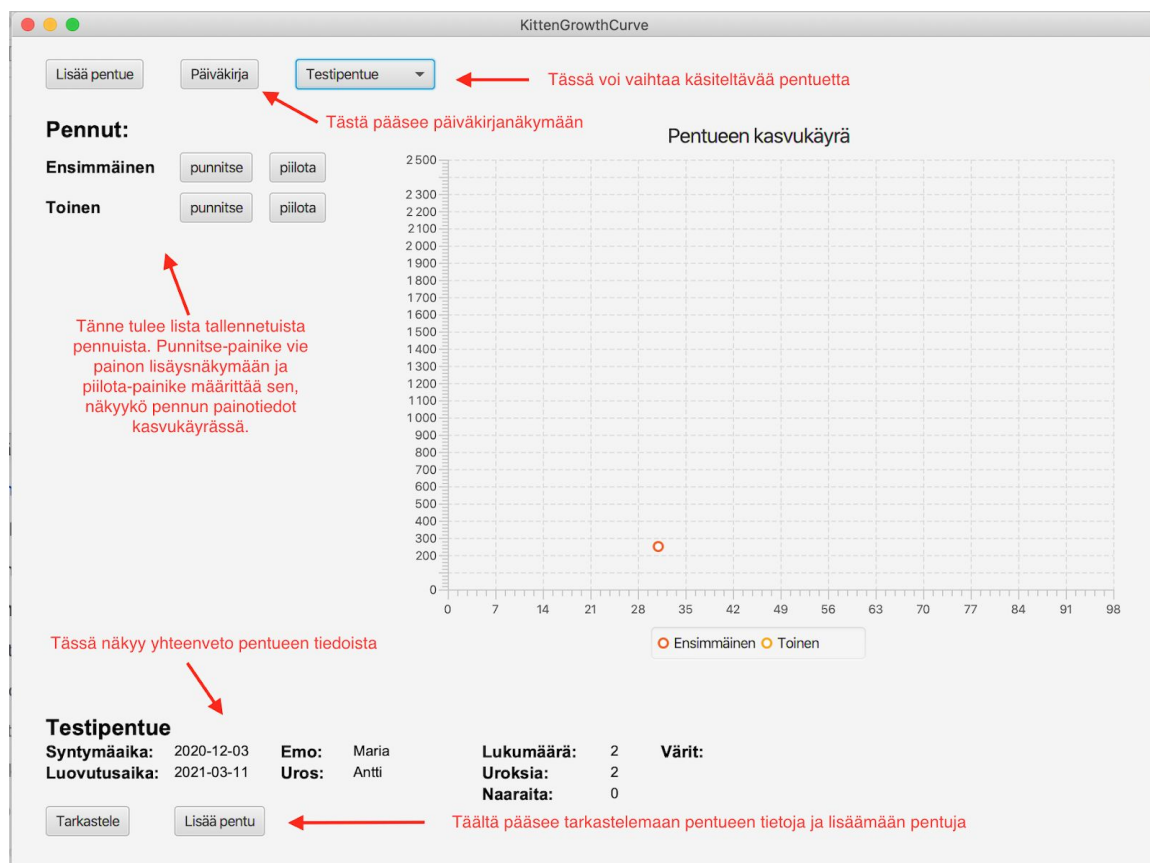 KittenGrowthCurve
Lisää pentue
Päiväkirja
Testipentue
Tässä voi vaihtaa käsiteltävää pentuetta
Tästä pääsee päiväkirjanäkymään
Pennut:
Ensimmäinen punnitse piilota
Toinen punnitse piilota
Tänne tulee lista tallennetuista
pennuista. Punnitse-painike vie
painon lisäysnäkymään ja
piilota-painike määrittää sen,
näkyykö pennun painotiedot
kasvukäyrässä.
Pentueen kasvukäyrä
2 500
2 300
2 200
2 100
2 000
1 900
1 800
1 700
1 600
1 500
1 400
1 300
1 200
1 100
1 000
900
800
700
600
500
400
300
200
0
0 7 14 21 28 35 42 49 56 63 70 77 84 91 98
Ensimmäinen Toinen
Tässä näkyy yhteenveto pentueen tiedoista
Testipentue
Syntymäaika: 2020-12-03 Emo: Maria Lukumäärä: 2 Värit:
Luovutusaika: 2021-03-11 Uros: Antti Uroksia: 2
Naaraita: 0
Tarkastele
Lisää pentu
Täältä pääsee tarkastelemaan pentueen tietoja ja lisäämään pentuja